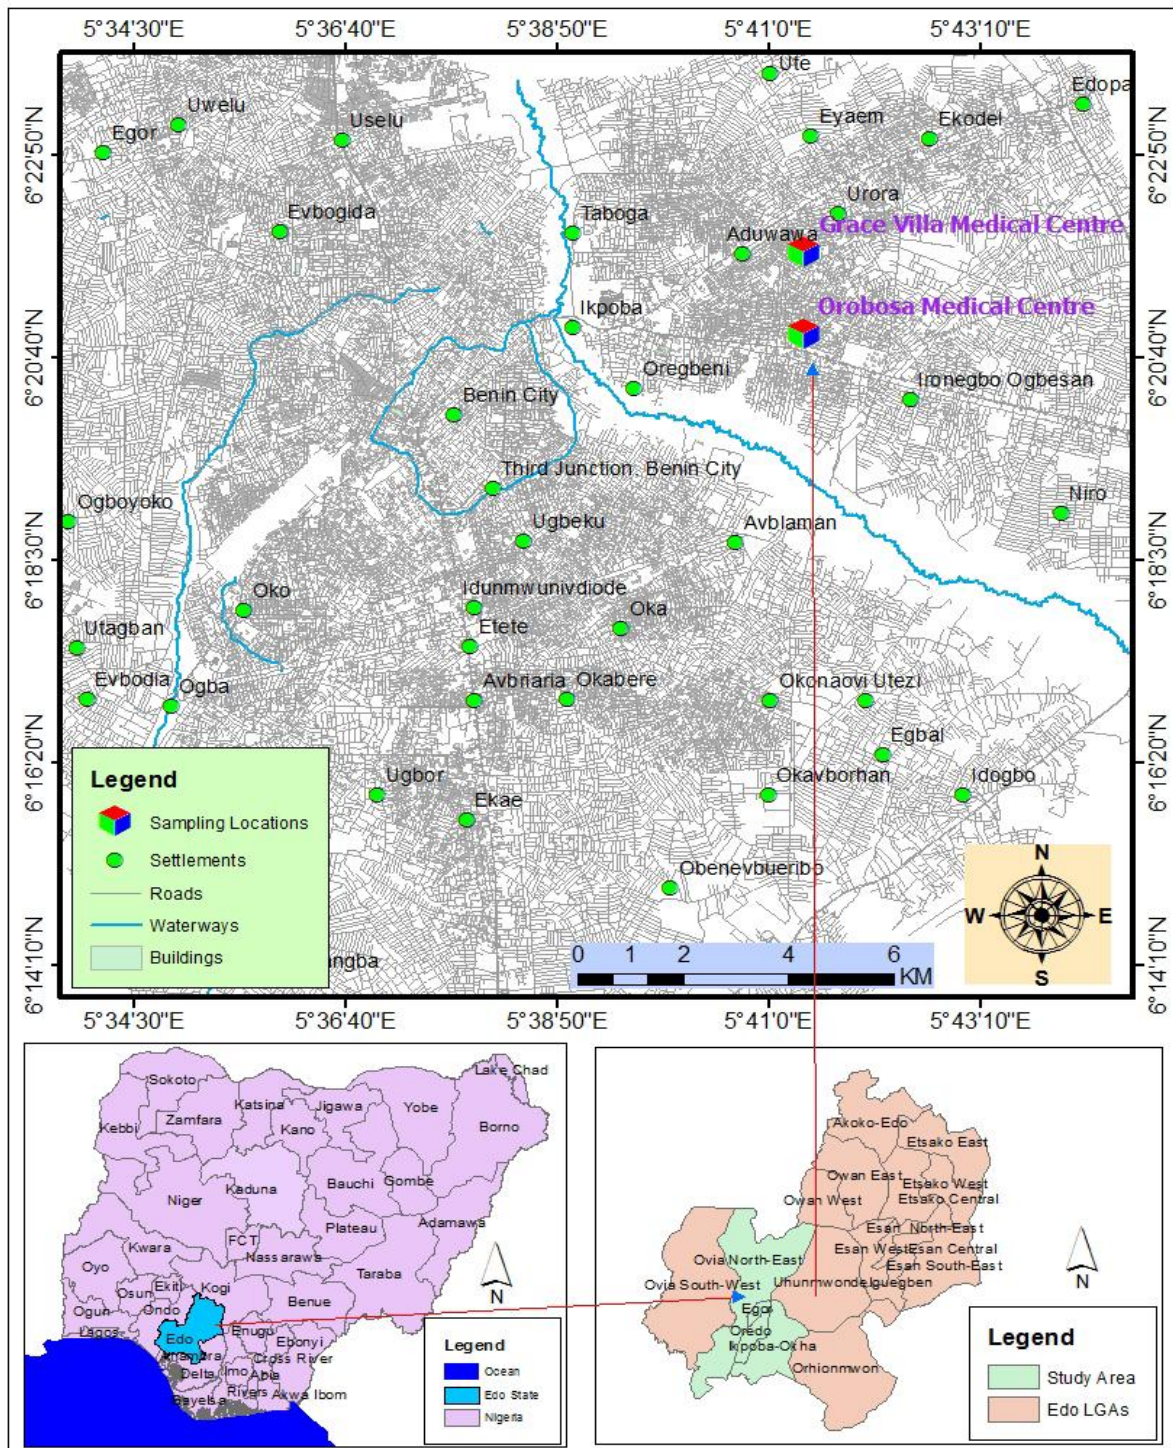 5°34'30"E 5°36'40"E 5°38'50"E 5°41'0"E 5°43'10"E
Ute
Edopa
Uwelu
Egor
Uselu
Eyaem
Ekodel
6°22'50"N 6°22'50"N
Urora
Evbogida
Taboga
Aduwawa
Grace Villa Medical Centre
Ikpoba
Orobosa Medical Centre
6°20'40"N 6°20'40"N
Oregbeni
Ironegbo Ogbesan
Benin City
Third Junction. Benin City
Ogboyoko
Niro
Ugbeku
Avblaman
6°18'30"N 6°18'30"N
Oko
Idunmwunivdiode
Oka
Utagban
Etete
Evbodia
Ogba
Avbriaria
Okabere
Okonaovi Utezi
Egbal
6°16'20"N 6°16'20"N
Ugbor
Ekae
Okavborhan
Idogbo
Obenevbueribo
Legend
Sampling Locations
Settlements
Roads
Waterways
Buildings
ngba
N
W E
S
0 1 2 4 6
KM
6°14'10"N 6°14'10"N
5°34'30"E 5°36'40"E 5°38'50"E 5°41'0"E 5°43'10"E
Lake Chad
Sokoto
Katsina
Jigawa
Yobe
Zamfara
Kebbi
Kano
Borno
Niger
Kaduna
Bauchi
Gombe
Plateau
Adamawa
Kwara
FCT
Nassarawa
Oyo
Taraba
Ekiti
Kogi
Osun
Benue
Ogun
Ondo
Lagos
Edo
Enugu
Ebonyi
Cross River
Delta
Imo
Abia
Rivers
Akwa Ibom
Bayelsa
N
Legend
Ocean
Edo State
Nigeria
Akoko-Edo
Etsako East
Owan East
Etsako West
Owan West
Etsako Central
Esan North-East
Esan West
Esan Central
Ovia North-East
Esan South-East
Ovia South-West
Uhunmwonde
Iguegben
Egor
Oredo
Ikpoba-Okha
Orhionmwon
N
Legend
Study Area
Edo LGAs